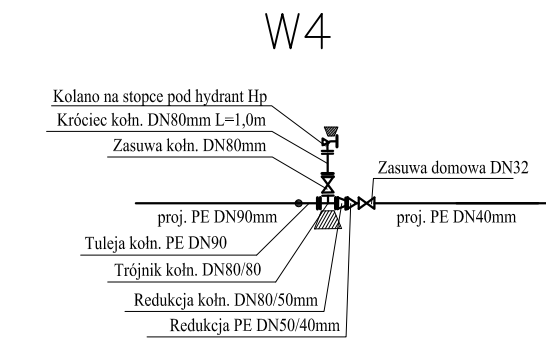 W4
Kolano na stopce pod hydrant Hp
Króciec kołn. DN80mm L=1,0m
Zasuwa kołn. DN80mm
Zasuwa domowa DN32
proj. PE DN90mm
proj. PE DN40mm
Tuleja kołn. PE DN90
Trójnik kołn. DN80/80
Redukcja kołn. DN80/50mm
Redukcja PE DN50/40mm